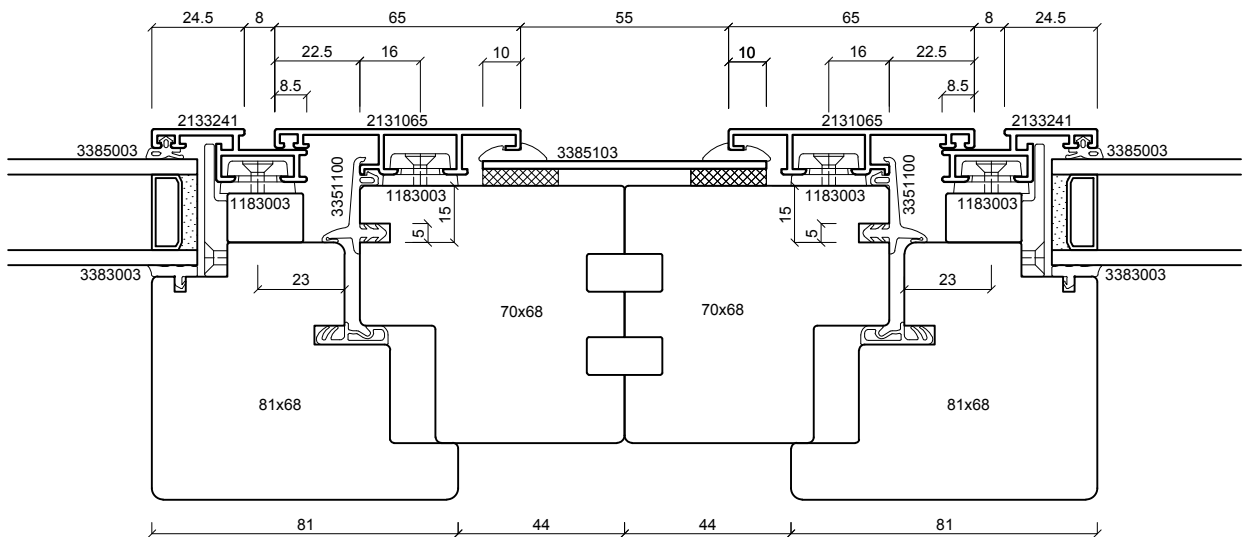 24.5 8 65 55 65 8 24.5
22.5 16 10 10 16 22.5
8.5 8.5
2133241 2131065 2131065 2133241
3385003 3385103 3385003
3351100 3351100
1183003 1183003 1183003 1183003
15 15
5 5
3383003 23 23 3383003
70x68 70x68
81x68 81x68
81 44 44 81